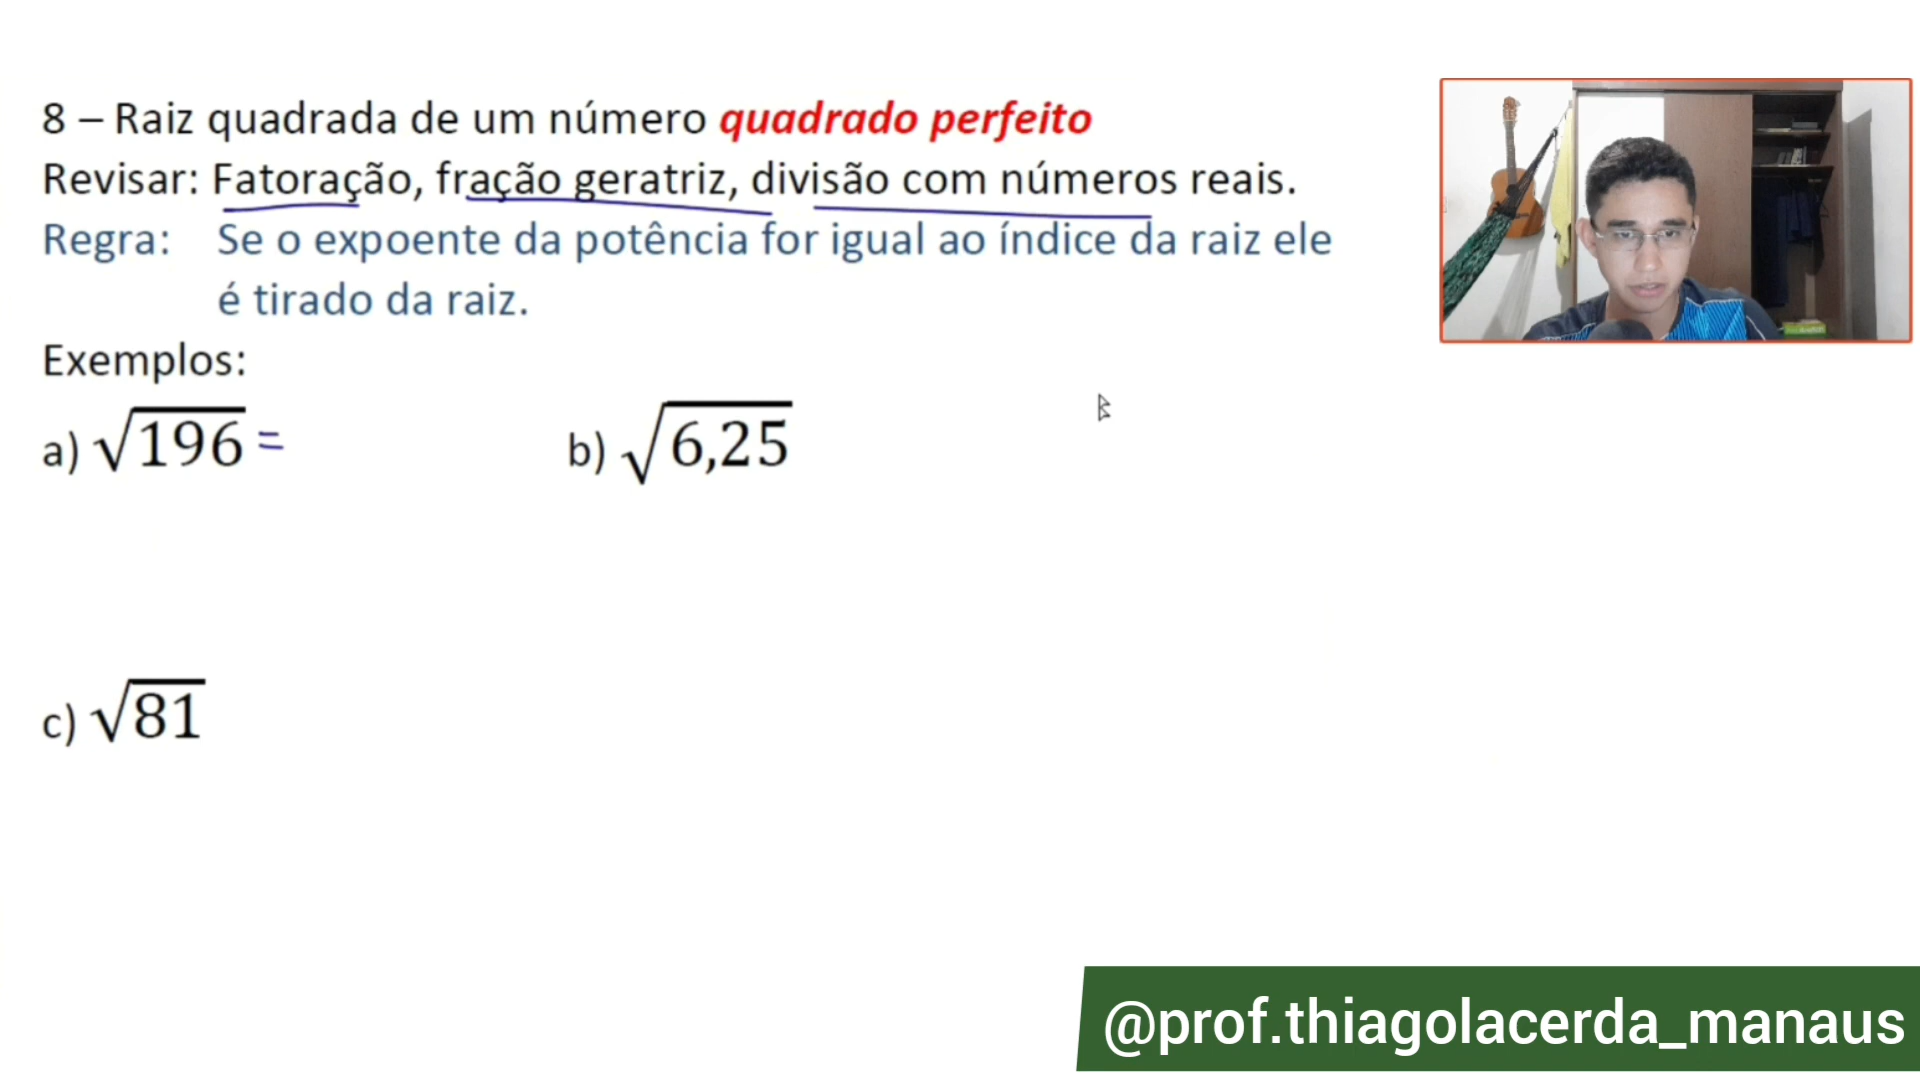 8 – Raiz quadrada de um número quadrado perfeito
Revisar: Fatoração, fração geratriz, divisão com números reais.
Regra: Se o expoente da potência for igual ao índice da raiz ele
é tirado da raiz.
Exemplos:
a) √196 = b) √6,25
c) √81
@prof.thiagolacerda_manaus